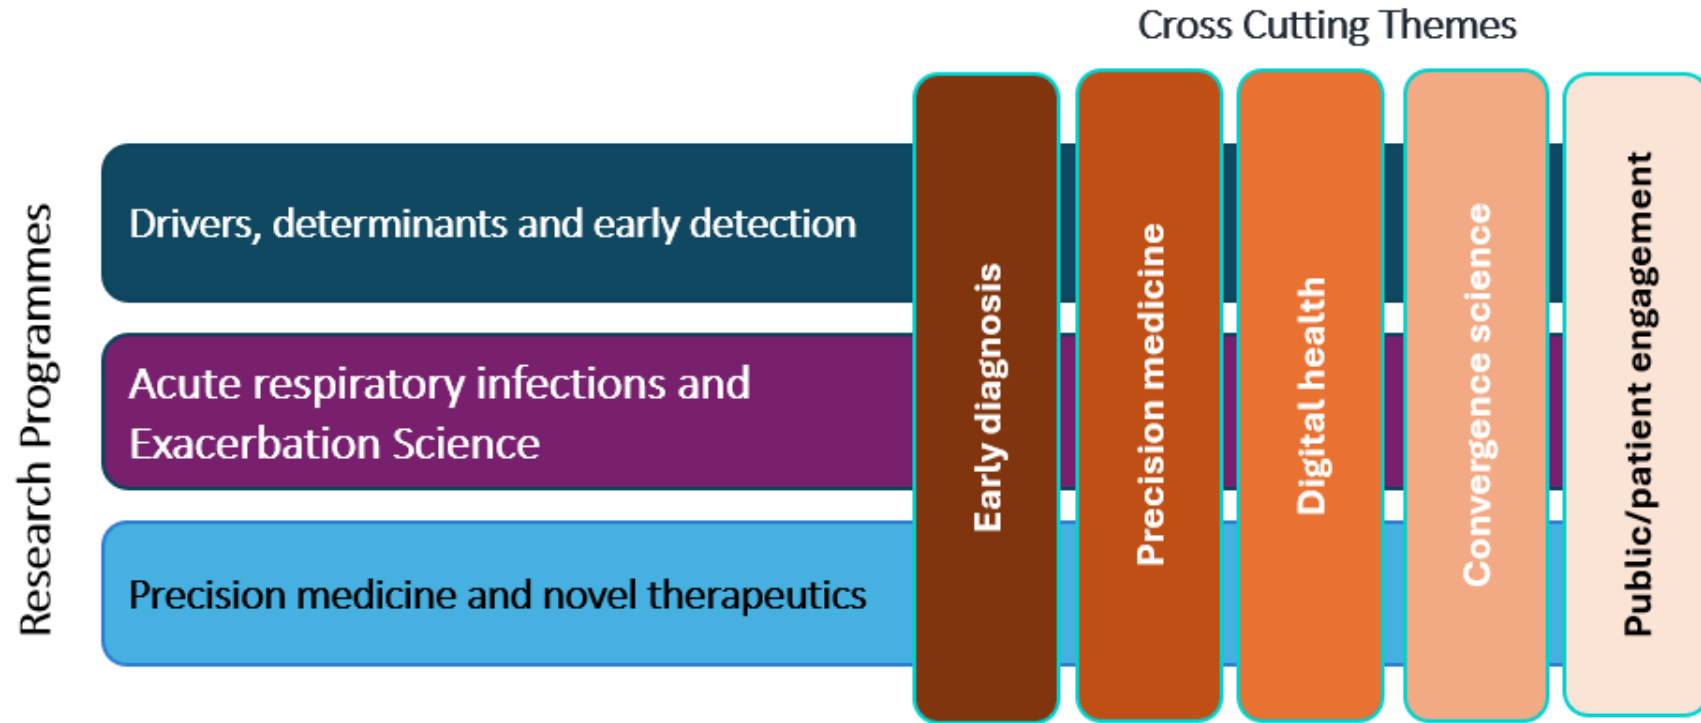 Cross Cutting Themes
Research Programmes
Drivers, determinants and early detection
Acute respiratory infections and
Exacerbation Science
Precision medicine and novel therapeutics
Early diagnosis
Precision medicine
Digital health
Convergence science
Public/patient engagement